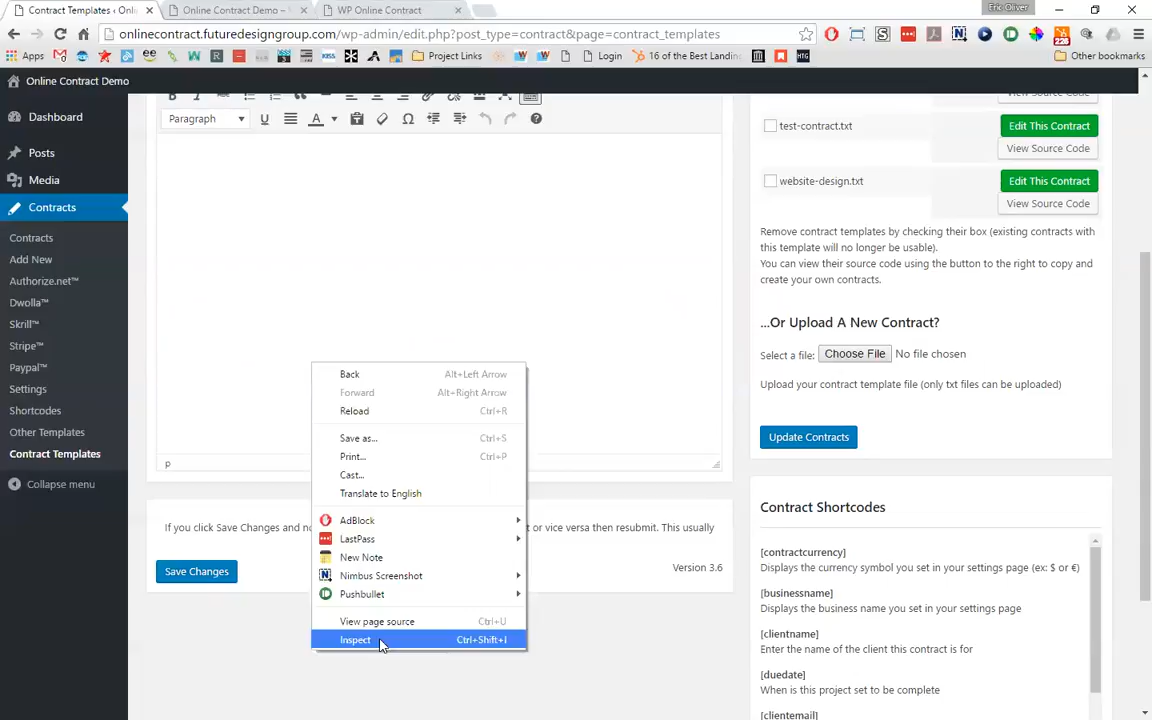 Contract Templates ‹ Onli
Online Contract Demo –
WP Online Contract
Eric Oliver
onlinecontract.futuredesigngroup.com/wp-admin/edit.php?post_type=contract&page=contract_templates
Apps
Project Links
Login
16 of the Best Landin
HTG
Other bookmarks
228
Online Contract Demo
Dashboard
Posts
Media
Contracts
Contracts
Add New
Authorize.net™
Dwolla™
Skrill™
Stripe™
Paypal™
Settings
Shortcodes
Other Templates
Contract Templates
Collapse menu
Paragraph
p
Back Alt+Left Arrow
Forward Alt+Right Arrow
Reload Ctrl+R
Save as... Ctrl+S
Print... Ctrl+P
Cast...
Translate to English
AdBlock
LastPass
New Note
Nimbus Screenshot
Pushbullet
View page source Ctrl+U
Inspect Ctrl+Shift+I
If you click Save Changes and no
t or vice versa then resubmit. This usually
Save Changes
Version 3.6
View Source Code
test-contract.txt
Edit This Contract
View Source Code
website-design.txt
Edit This Contract
View Source Code
Remove contract templates by checking their box (existing contracts with
this template will no longer be usable).
You can view their source code using the button to the right to copy and
create your own contracts.
...Or Upload A New Contract?
Select a file: Choose File No file chosen
Upload your contract template file (only txt files can be uploaded)
Update Contracts
Contract Shortcodes
[contractcurrency]
Displays the currency symbol you set in your settings page (ex: $ or €)
[businessname]
Displays the business name you set in your settings page
[clientname]
Enter the name of the client this contract is for
[duedate]
When is this project set to be complete
[clientemail]